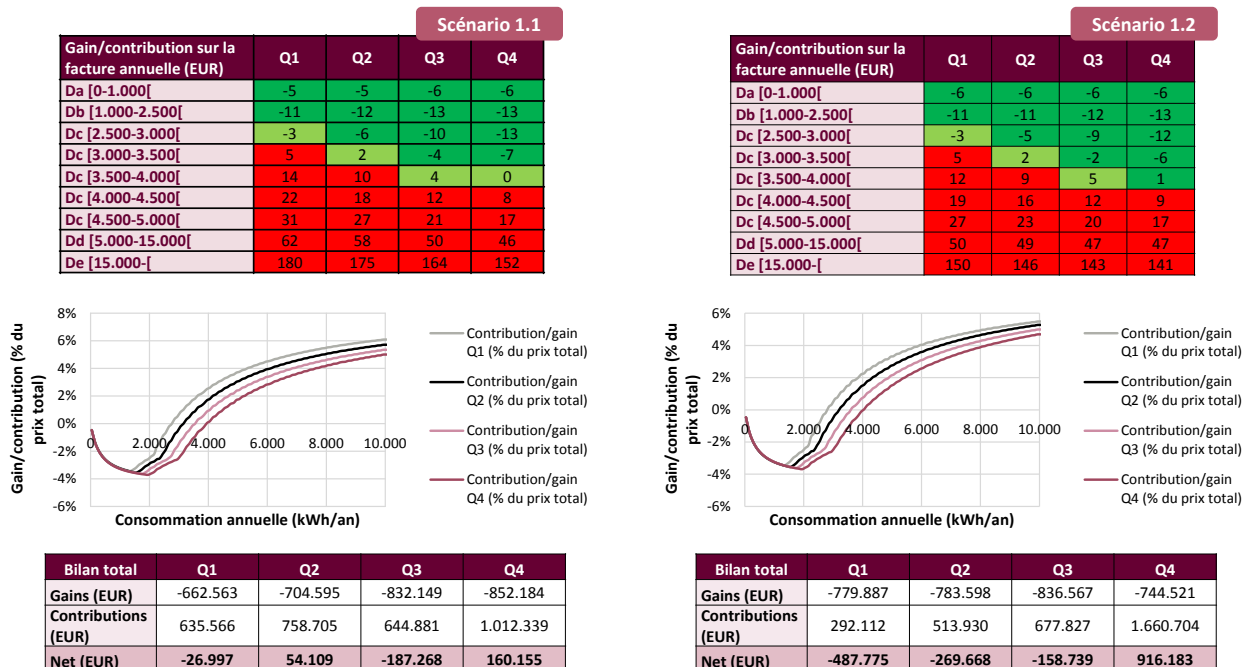 Scénario 1.1
Gain/contribution sur la facture annuelle (EUR) Q1 Q2 Q3 Q4
Da [0-1.000[ -5 -5 -6 -6
Db [1.000-2.500[ -11 -12 -13 -13
Dc [2.500-3.000[ -3 -6 -10 -13
Dc [3.000-3.500[ 5 2 -4 -7
Dc [3.500-4.000[ 14 10 4 0
Dc [4.000-4.500[ 22 18 12 8
Dc [4.500-5.000[ 31 27 21 17
Dd [5.000-15.000[ 62 58 50 46
De [15.000-[ 180 175 164 152
Gain/contribution (% du
prix total)
8%
6%
4%
2%
0%
-2%
-4%
-6%
0 2.000 4.000 6.000 8.000 10.000
Consommation annuelle (kWh/an)
Contribution/gain
Q1 (% du prix total)
Contribution/gain
Q2 (% du prix total)
Contribution/gain
Q3 (% du prix total)
Contribution/gain
Q4 (% du prix total)
Bilan total Q1 Q2 Q3 Q4
Gains (EUR) -662.563 -704.595 -832.149 -852.184
Contributions (EUR) 635.566 758.705 644.881 1.012.339
Net (EUR) -26.997 54.109 -187.268 160.155
Scénario 1.2
Gain/contribution sur la facture annuelle (EUR) Q1 Q2 Q3 Q4
Da [0-1.000[ -6 -6 -6 -6
Db [1.000-2.500[ -11 -11 -12 -13
Dc [2.500-3.000[ -3 -5 -9 -12
Dc [3.000-3.500[ 5 2 -2 -6
Dc [3.500-4.000[ 12 9 5 1
Dc [4.000-4.500[ 19 16 12 9
Dc [4.500-5.000[ 27 23 20 17
Dd [5.000-15.000[ 50 49 47 47
De [15.000-[ 150 146 143 141
Gain/contribution (% du
prix total)
6%
4%
2%
0%
-2%
-4%
-6%
0 2.000 4.000 6.000 8.000 10.000
Consommation annuelle (kWh/an)
Contribution/gain
Q1 (% du prix total)
Contribution/gain
Q2 (% du prix total)
Contribution/gain
Q3 (% du prix total)
Contribution/gain
Q4 (% du prix total)
Bilan total Q1 Q2 Q3 Q4
Gains (EUR) -779.887 -783.598 -836.567 -744.521
Contributions (EUR) 292.112 513.930 677.827 1.660.704
Net (EUR) -487.775 -269.668 -158.739 916.183